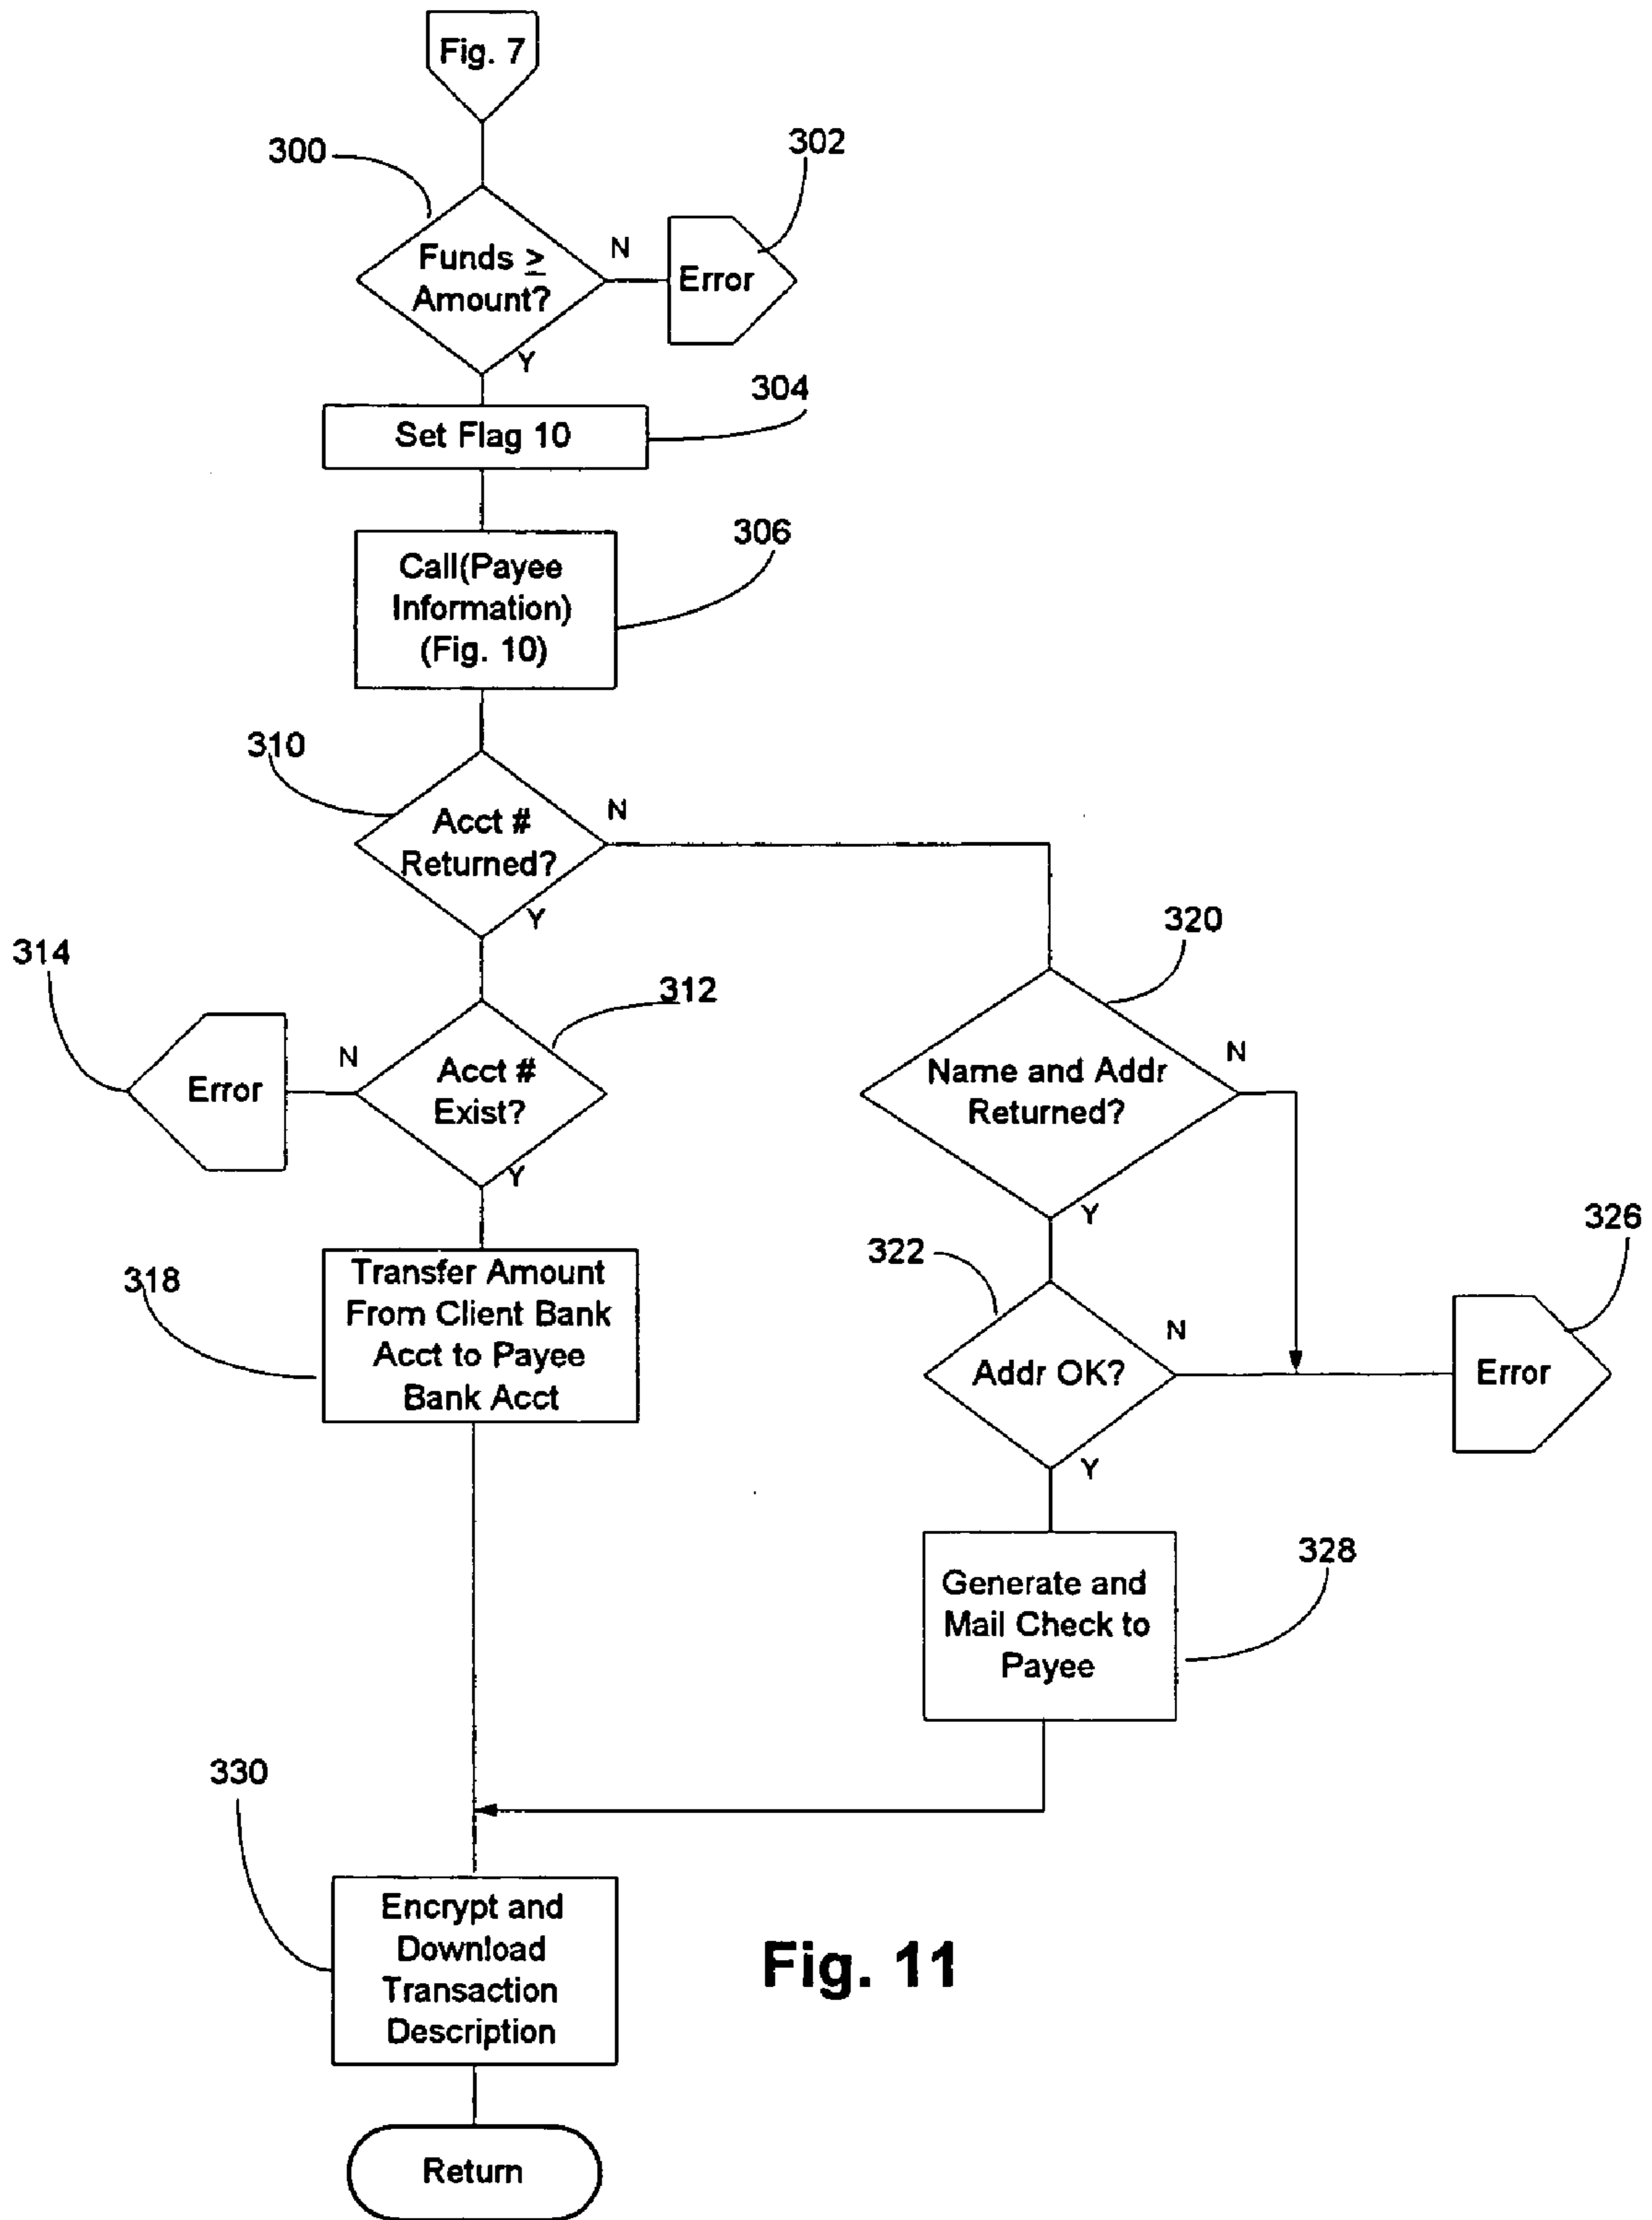 Fig. 7
300
302
Funds ≥
Amount?
N
Error
Y
304
Set Flag 10
306
Call(Payee
Information)
(Fig. 10)
310
Acct #
Returned?
N
Y
320
314
312
Error
N
Acct #
Exist?
Y
Name and Addr
Returned?
N
Y
326
322
318
Transfer Amount
From Client Bank
Acct to Payee
Bank Acct
Addr OK?
N
Error
Y
328
Generate and
Mail Check to
Payee
330
Encrypt and
Download
Transaction
Description
Fig. 11
Return